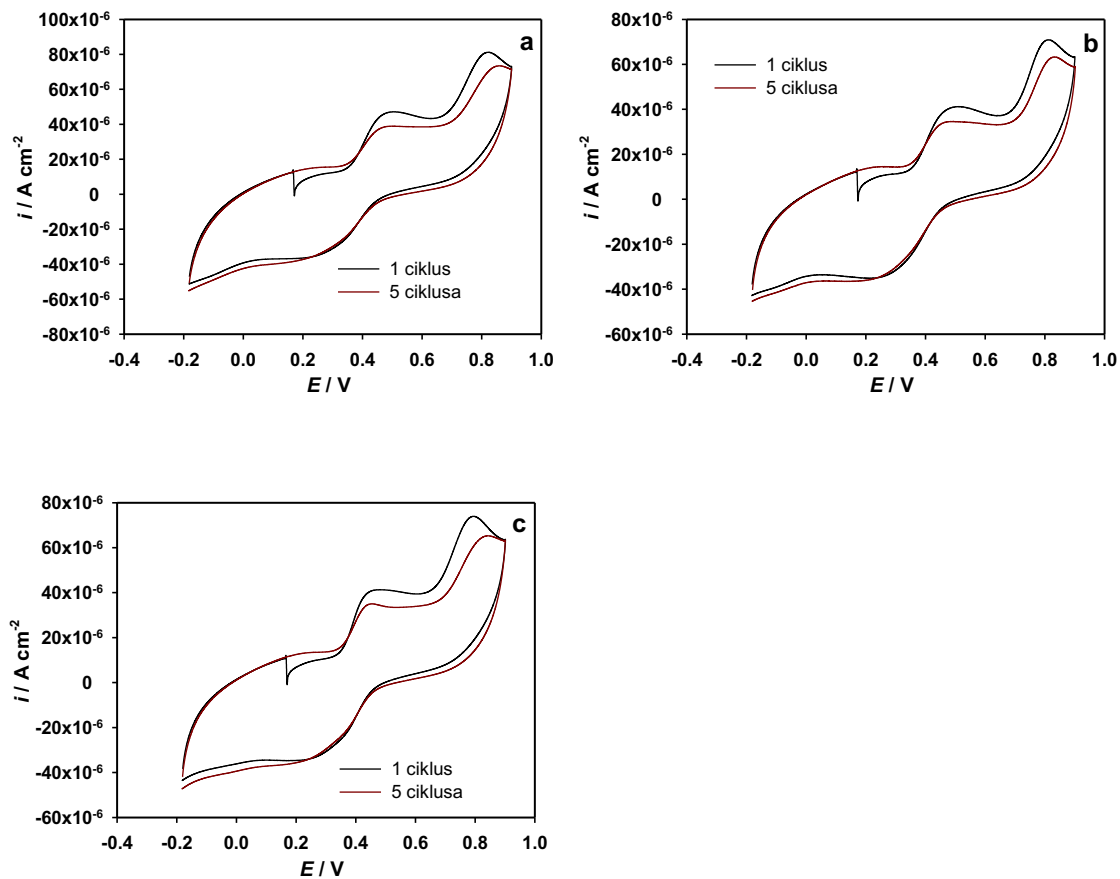 a
100x10-6
80x10-6
60x10-6
40x10-6
20x10-6
0
-20x10-6
-40x10-6
-60x10-6
-80x10-6
i / A cm-2
1 ciklus
5 ciklusa
-0.4 -0.2 0.0 0.2 0.4 0.6 0.8 1.0
E / V
b
80x10-6
60x10-6
40x10-6
20x10-6
0
-20x10-6
-40x10-6
-60x10-6
i / A cm-2
1 ciklus
5 ciklusa
-0.4 -0.2 0.0 0.2 0.4 0.6 0.8 1.0
E / V
c
80x10-6
60x10-6
40x10-6
20x10-6
0
-20x10-6
-40x10-6
-60x10-6
i / A cm-2
1 ciklus
5 ciklusa
-0.4 -0.2 0.0 0.2 0.4 0.6 0.8 1.0
E / V